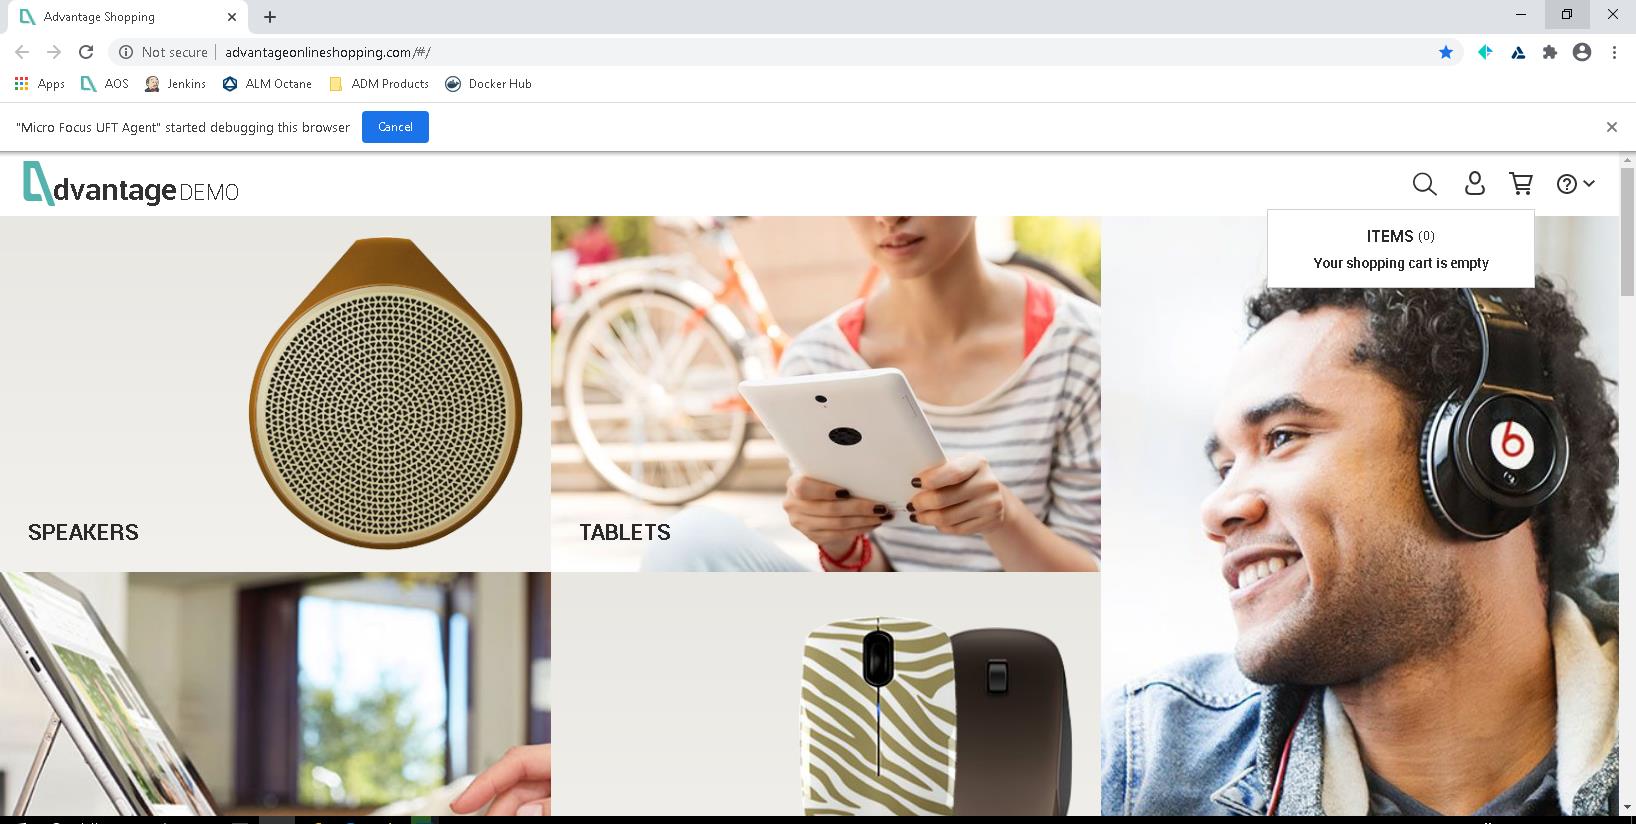 Advantage Shopping
Not secure | advantageonlineshopping.com/#/
Apps AOS Jenkins ALM Octane ADM Products Docker Hub
"Micro Focus UFT Agent" started debugging this browser Cancel
dvantage DEMO
ITEMS (0)
Your shopping cart is empty
SPEAKERS
TABLETS